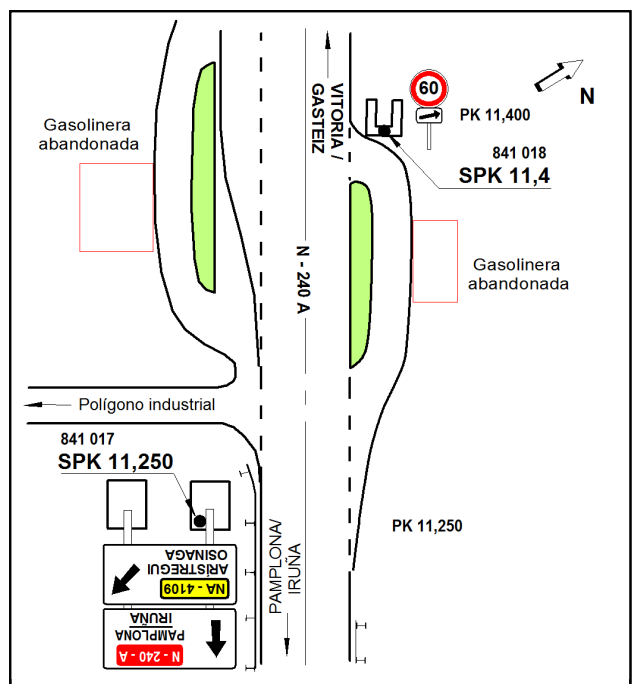 VITORIA /
GASTEIZ
60
PK 11,400
N
Gasolinera
abandonada
841 018
SPK 11,4
N - 240 A
Gasolinera
abandonada
Polígono industrial
841 017
SPK 11,250
PK 11,250
PAMPLONA/
IRUÑA
ARÍSTREGUI
OSINAGA
NA - 4109
PAMPLONA
IRUÑA
N - 240 - A